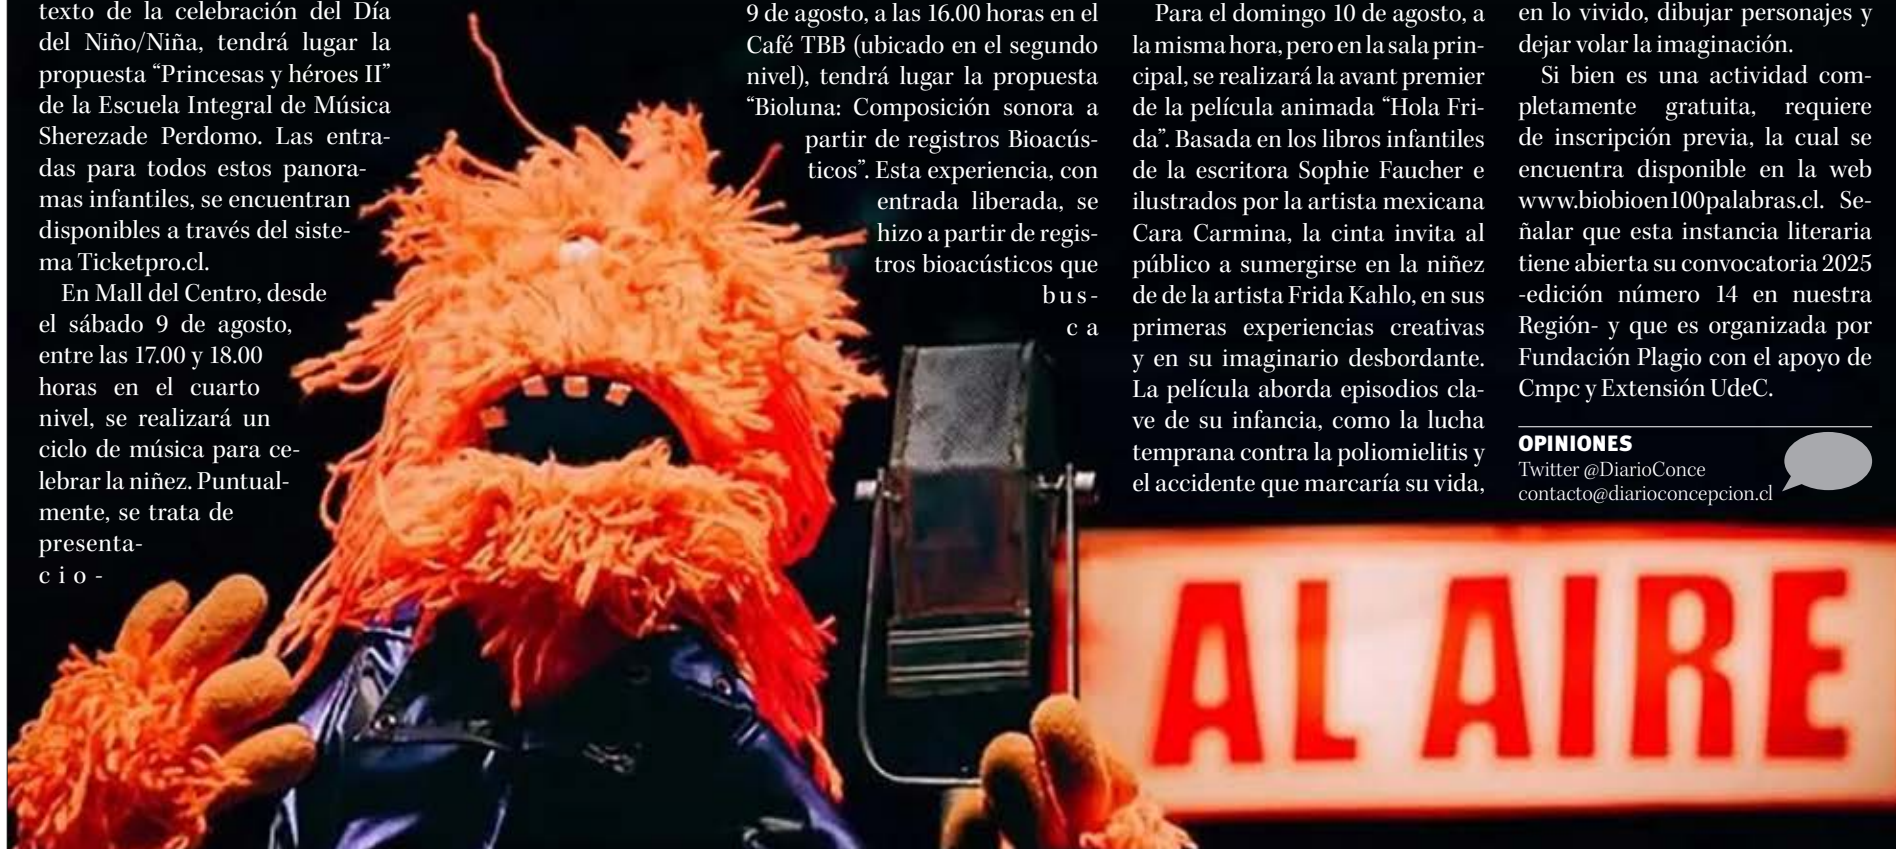 texto de la celebración del Día
del Niño/Niña, tendrá lugar la
propuesta “Princesas y héroes II”
de la Escuela Integral de Música
Sherezade Perdomo. Las entra-
das para todos estos panora-
mas infantiles, se encuentran
disponibles a través del siste-
ma Ticketpro.cl.
En Mall del Centro, desde
el sábado 9 de agosto,
entre las 17.00 y 18.00
horas en el cuarto
nivel, se realizará un
ciclo de música para ce-
lebrar la niñez. Puntual-
mente, se trata de
presenta-
cio-
9 de agosto, a las 16.00 horas en el
Café TBB (ubicado en el segundo
nivel), tendrá lugar la propuesta
“Bioluna: Composición sonora a
partir de registros Bioacús-
ticos”. Esta experiencia, con
entrada liberada, se
hizo a partir de regis-
tros bioacústicos que
bus-
ca
Para el domingo 10 de agosto, a
la misma hora, pero en la sala prin-
cipal, se realizará la avant premier
de la película animada “Hola Fri-
da”. Basada en los libros infantiles
de la escritora Sophie Faucher e
ilustrados por la artista mexicana
Cara Carmina, la cinta invita al
público a sumergirse en la niñez
de de la artista Frida Kahlo, en sus
primeras experiencias creativas
y en su imaginario desbordante.
La película aborda episodios cla-
ve de su infancia, como la lucha
temprana contra la poliomielitis y
el accidente que marcaría su vida,
en lo vivido, dibujar personajes y
dejar volar la imaginación.
Si bien es una actividad com-
pletamente gratuita, requiere
de inscripción previa, la cual se
encuentra disponible en la web
www.biobioen100palabras.cl. Se-
ñalar que esta instancia literaria
tiene abierta su convocatoria 2025
-edición número 14 en nuestra
Región- y que es organizada por
Fundación Plagio con el apoyo de
Cmpc y Extensión UdeC.
OPINIONES
Twitter @DiarioConce
contacto@diarioconcepcion.cl
AL AIRE